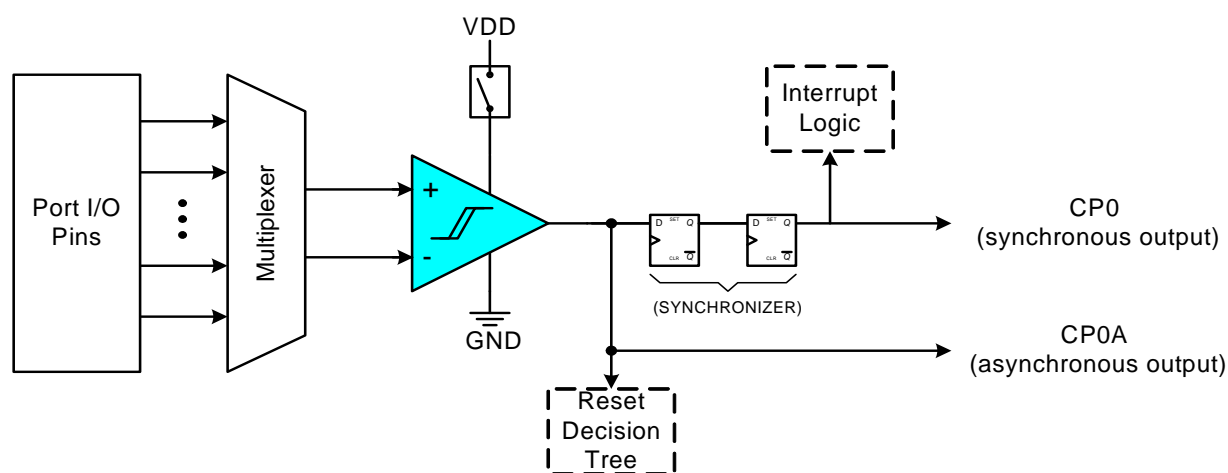 VDD
Port I/O
Pins
Multiplexer
+
-
GND
D SET Q
CLR Q
D SET Q
CLR Q
(SYNCHRONIZER)
Interrupt
Logic
CP0
(synchronous output)
CP0A
(asynchronous output)
Reset
Decision
Tree